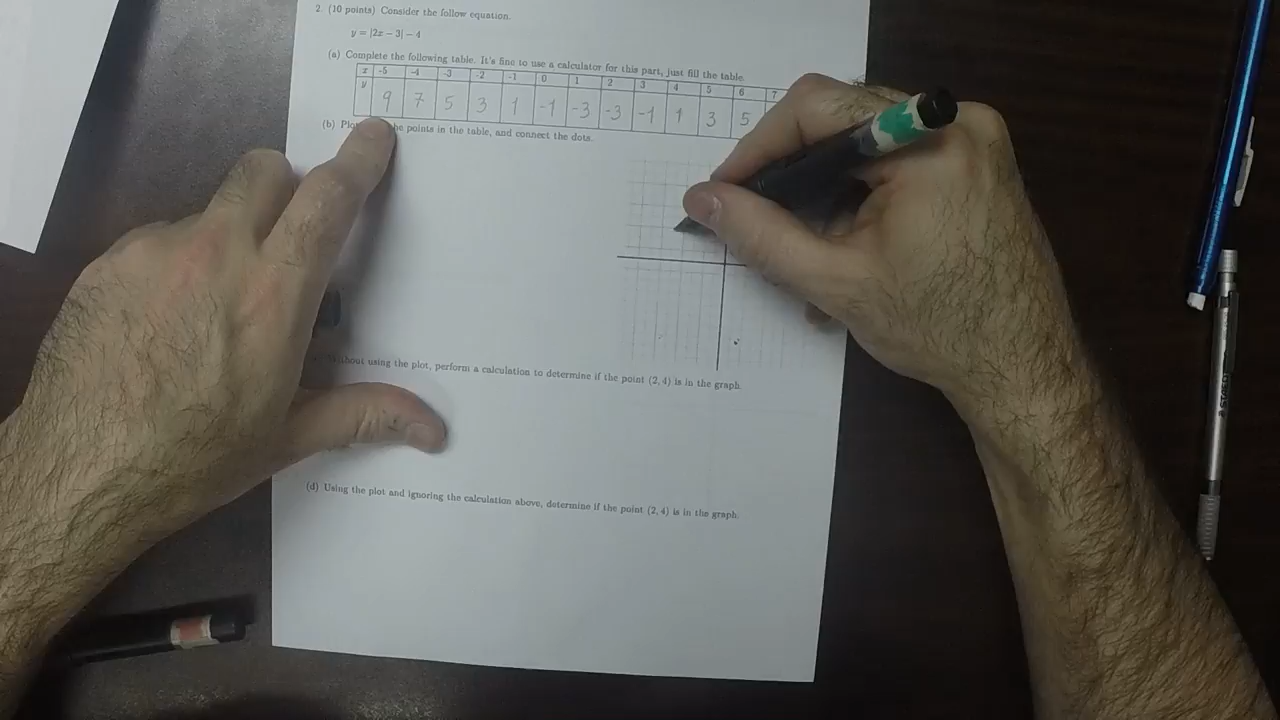 2. (10 points) Consider the follow equation.
y = |2x − 3| − 4
(a) Complete the following table. It's fine to use a calculator for this part, just fill the table.
x -5 -4 -3 -2 -1 0 1 2 3 4 5 6 7
y 9 7 5 3 1 -1 -3 -3 -1 1 3 5
(b) the points in the table, and connect the dots.
using the plot, perform a calculation to determine if the point (2, 4) is in the graph.
(d) Using the plot and ignoring the calculation above, determine if the point (2, 4) is in the graph.